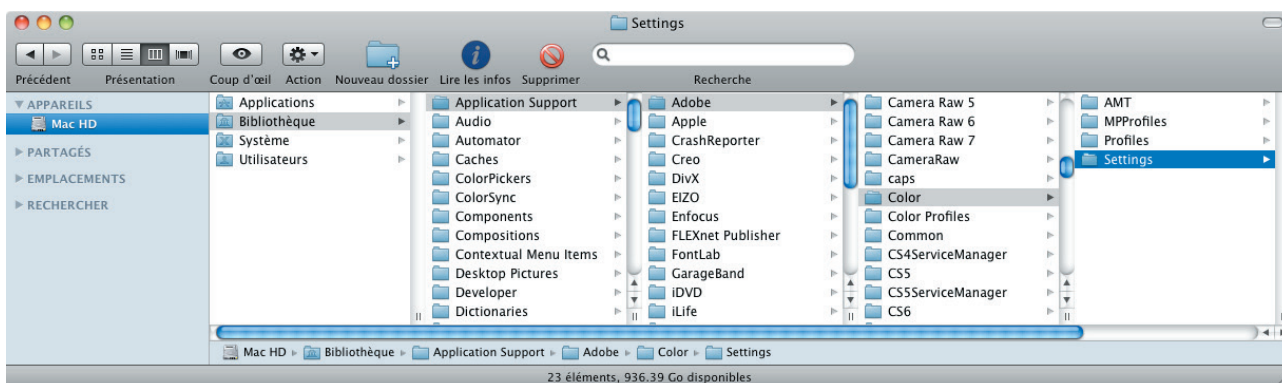 Settings
Précédent Présentation Coup d'œil Action Nouveau dossier Lire les infos Supprimer Recherche
APPAREILS
Mac HD
PARTAGÉS
EMPLACEMENTS
RECHERCHER
Applications
Bibliothèque
Système
Utilisateurs
Application Support
Audio
Automator
Caches
ColorPickers
ColorSync
Components
Compositions
Contextual Menu Items
Desktop Pictures
Developer
Dictionaries
Adobe
Apple
CrashReporter
Creo
DivX
EIZO
Enfocus
FLEXnet Publisher
FontLab
GarageBand
iDVD
iLife
Camera Raw 5
Camera Raw 6
Camera Raw 7
CameraRaw
caps
Color
Color Profiles
Common
CS4ServiceManager
CS5
CS5ServiceManager
CS6
AMT
MPProfiles
Profiles
Settings
Mac HD Bibliothèque Application Support Adobe Color Settings
23 éléments, 936.39 Go disponibles